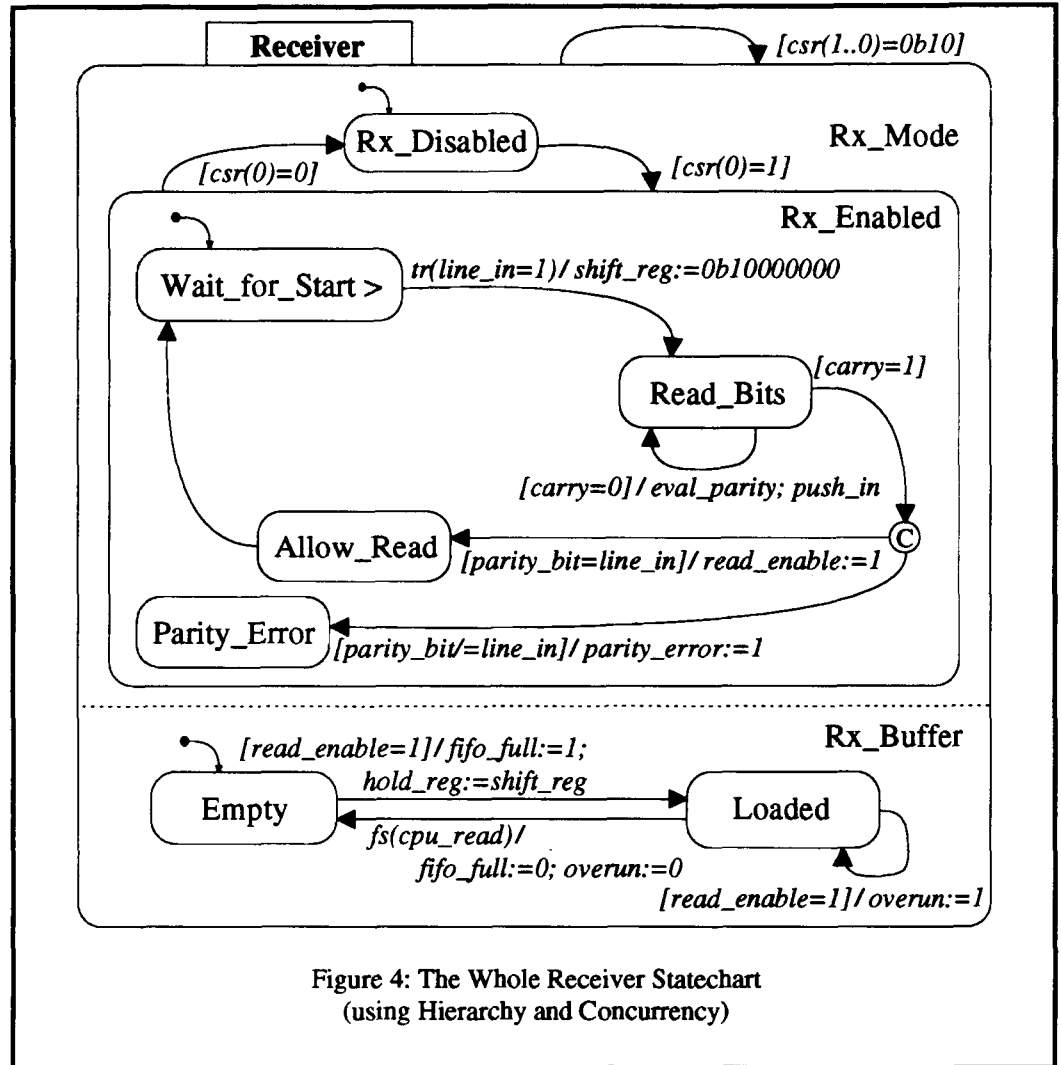 Receiver
[csr(1..0)=0b10]
Rx_Disabled
Rx_Mode
[csr(0)=0]
[csr(0)=1]
Rx_Enabled
Wait_for_Start >
tr(line_in=1)/ shift_reg:=0b10000000
Read_Bits
[carry=1]
[carry=0]/ eval_parity; push_in
C
Allow_Read
[parity_bit=line_in]/ read_enable:=1
Parity_Error
[parity_bit/=line_in]/ parity_error:=1
Rx_Buffer
[read_enable=1]/ fifo_full:=1;
hold_reg:=shift_reg
Empty
Loaded
fs(cpu_read)/
fifo_full:=0; overun:=0
[read_enable=1]/ overun:=1
Figure 4: The Whole Receiver Statechart
(using Hierarchy and Concurrency)